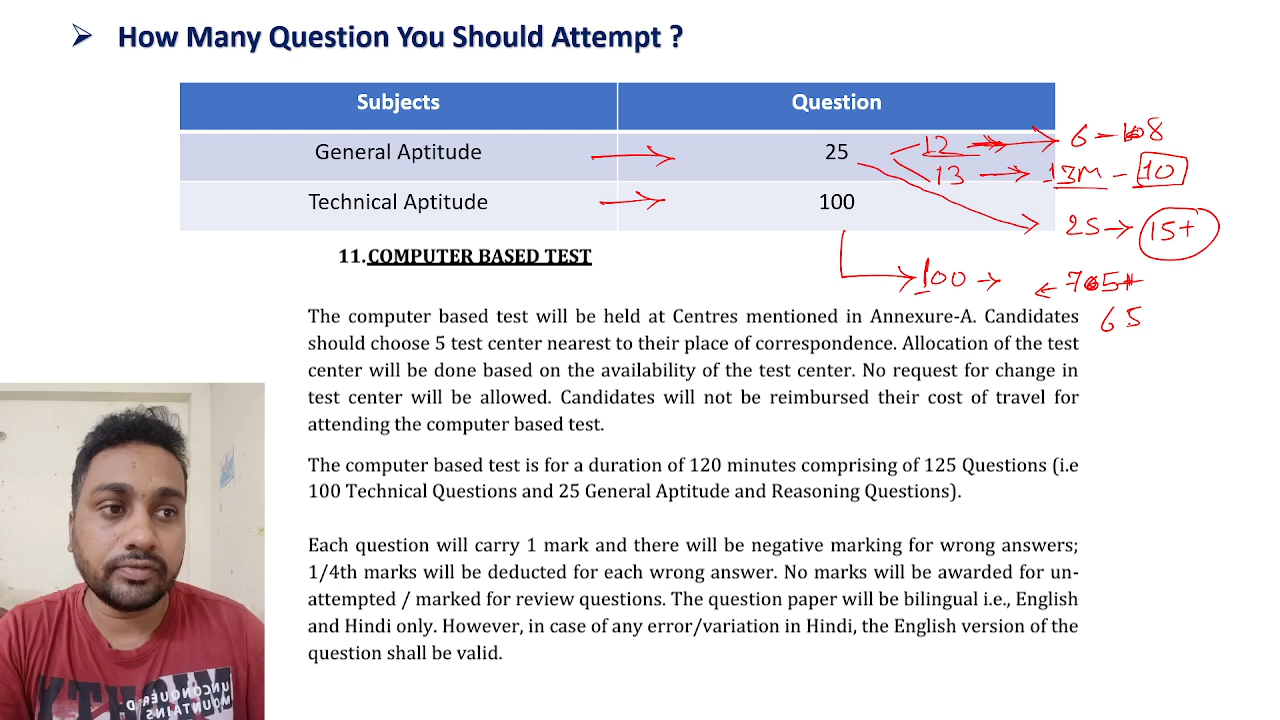 ➢ How Many Question You Should Attempt ?
Subjects Question
General Aptitude 25
12 6 - 8
13 13M - 10
Technical Aptitude 100
25 → 15+
11. COMPUTER BASED TEST
100 → 75+
65
The computer based test will be held at Centres mentioned in Annexure-A. Candidates
should choose 5 test center nearest to their place of correspondence. Allocation of the test
center will be done based on the availability of the test center. No request for change in
test center will be allowed. Candidates will not be reimbursed their cost of travel for
attending the computer based test.
The computer based test is for a duration of 120 minutes comprising of 125 Questions (i.e
100 Technical Questions and 25 General Aptitude and Reasoning Questions).
Each question will carry 1 mark and there will be negative marking for wrong answers;
1/4th marks will be deducted for each wrong answer. No marks will be awarded for un-
attempted / marked for review questions. The question paper will be bilingual i.e., English
and Hindi only. However, in case of any error/variation in Hindi, the English version of the
question shall be valid.
UNCONQUER D
MOUNTAINS